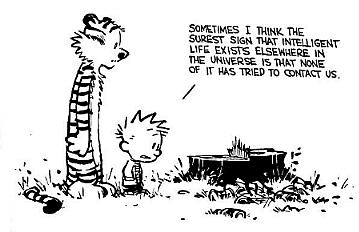 SOMETIMES I THINK THE
SUREST SIGN THAT INTELLIGENT
LIFE EXISTS ELSEWHERE IN
THE UNIVERSE IS THAT NONE
OF IT HAS TRIED TO CONTACT US.